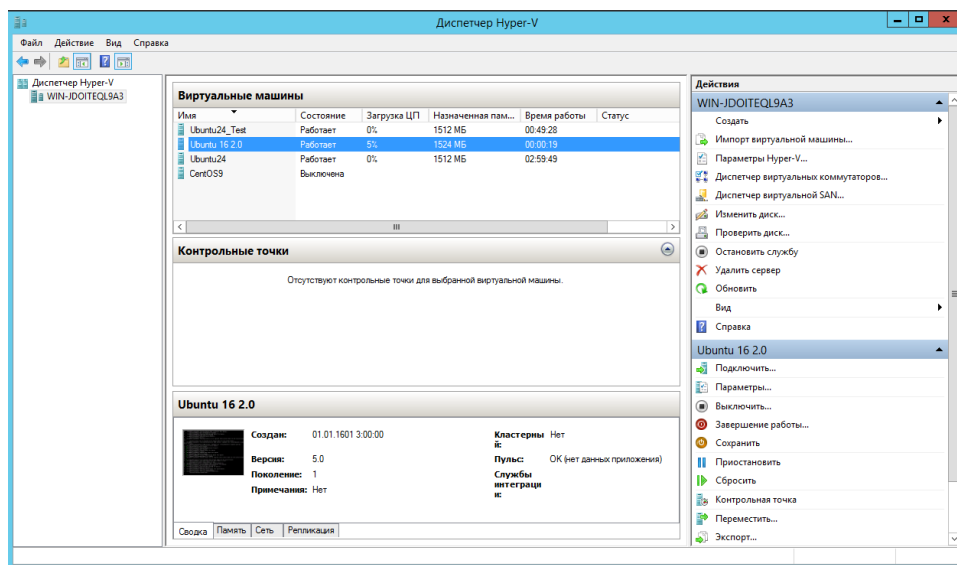 Диспетчер Hyper-V
Файл Действие Вид Справка
Диспетчер Hyper-V
WIN-JDOITEQL9A3
Виртуальные машины
Имя Состояние Загрузка ЦП Назначенная пам... Время работы Статус
Ubuntu24_Test Работает 0% 1512 МБ 00:49:28
Ubuntu 16 2.0 Работает 5% 1524 МБ 00:00:19
Ubuntu24 Работает 0% 1512 МБ 02:59:49
CentOS9 Выключена
Контрольные точки
Отсутствуют контрольные точки для выбранной виртуальной машины.
Ubuntu 16 2.0
Создан: 01.01.1601 3:00:00
Версия: 5.0
Поколение: 1
Примечания: Нет
Кластерны Нет
й:
Пульс: OK (нет данных приложения)
Службы
интеграци
и:
Сводка Память Сеть Репликация
Действия
WIN-JDOITEQL9A3
Создать
Импорт виртуальной машины...
Параметры Hyper-V...
Диспетчер виртуальных коммутаторов...
Диспетчер виртуальной SAN...
Изменить диск...
Проверить диск...
Остановить службу
Удалить сервер
Обновить
Вид
Справка
Ubuntu 16 2.0
Подключить...
Параметры...
Выключить...
Завершение работы...
Сохранить
Приостановить
Сбросить
Контрольная точка
Переместить...
Экспорт...